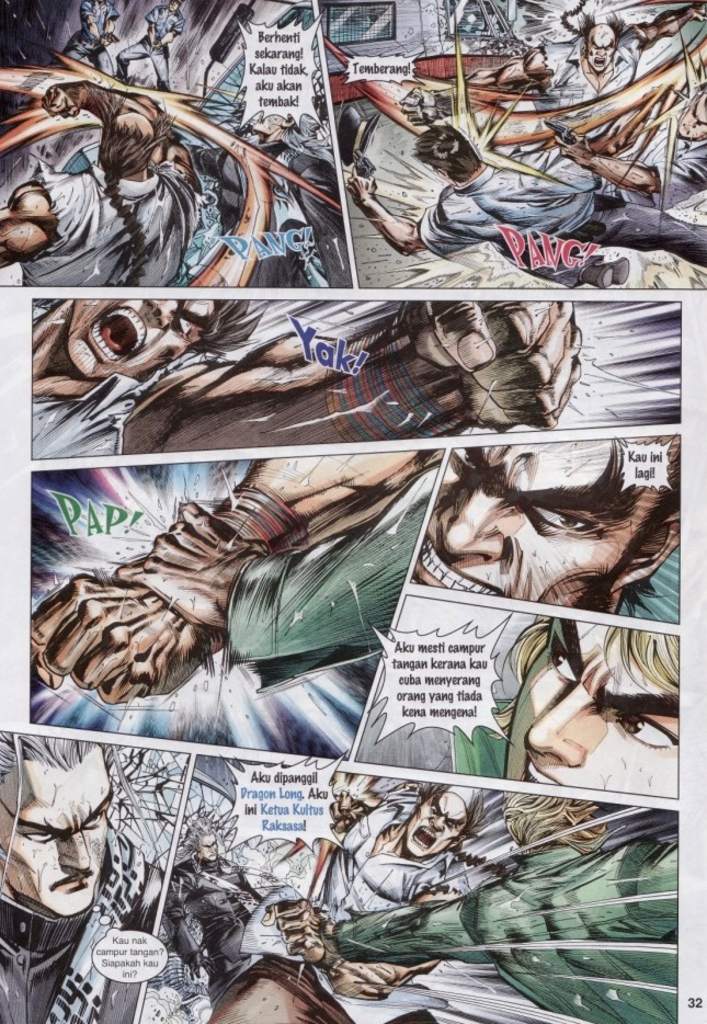 Berhenti
sekarang!
Kalau tidak,
aku akan
tembak!
PANG!
Temberang!
PANG!
Yak!
PAP!
Kau ini
lagi!
Aku mesti campur
tangan kerana kau
cuba menyerang
orang yang tiada
kena mengena!
Kau nak
campur tangan?
Siapakah kau
ini?
Aku dipanggil
Dragon Long. Aku
ini Ketua Kultus
Raksasa!
32